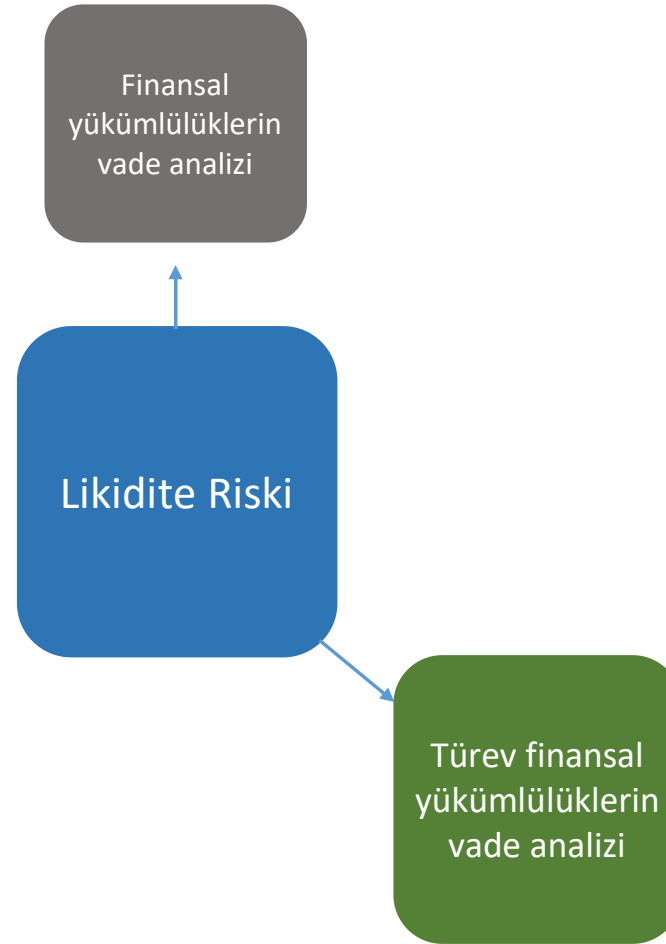 Finansal
yükümlülüklerin
vade analizi
Likidite Riski
Türev finansal
yükümlülüklerin
vade analizi